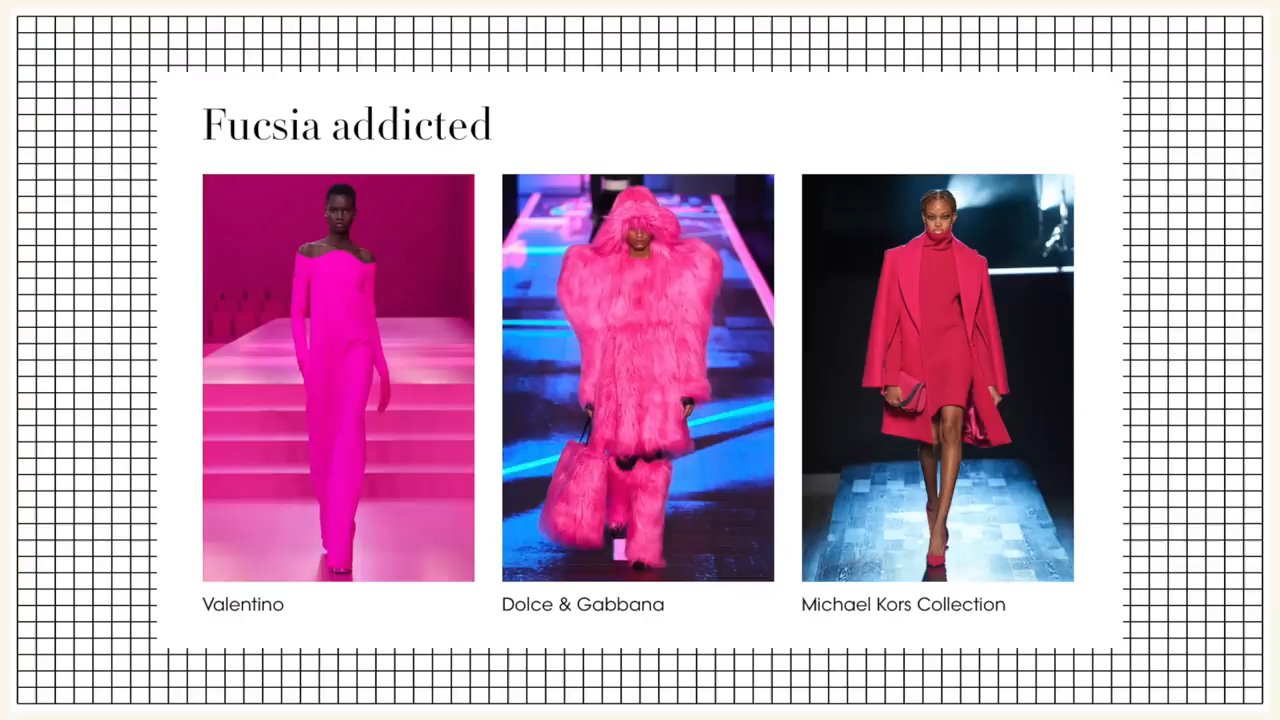 Fucsia addicted
Valentino
Dolce & Gabbana
Michael Kors Collection